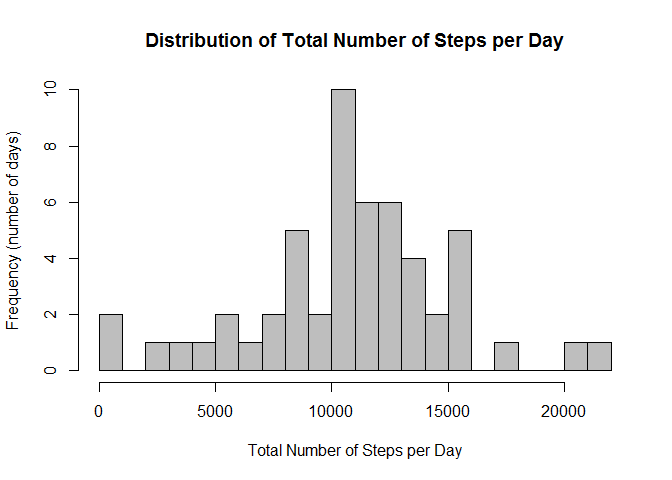 Distribution of Total Number of Steps per Day
Frequency (number of days)
10
8
6
4
2
0
0 5000 10000 15000 20000
Total Number of Steps per Day